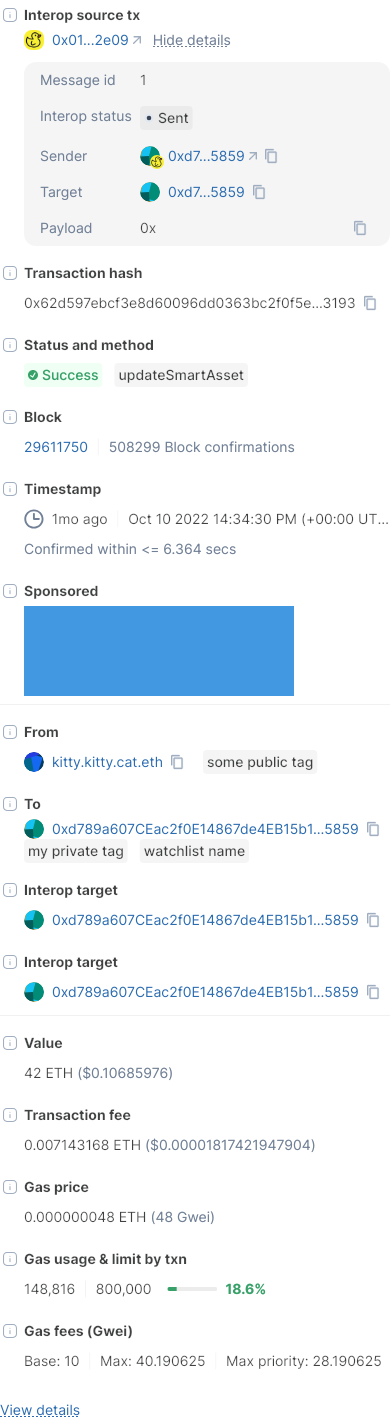 Interop source tx
0x01...2e09 Hide details
Message id 1
Interop status Sent
Sender 0xd7...5859
Target 0xd7...5859
Payload 0x
Transaction hash
0x62d597ebcf3e8d60096dd0363bc2f0f5e...3193
Status and method
Success updateSmartAsset
Block
29611750 508299 Block confirmations
Timestamp
1mo ago Oct 10 2022 14:34:30 PM (+00:00 UT...
Confirmed within <= 6.364 secs
Sponsored
From
kitty.kitty.cat.eth some public tag
To
0xd789a607CEac2f0E14867de4EB15b1...5859
my private tag watchlist name
Interop target
0xd789a607CEac2f0E14867de4EB15b1...5859
Interop target
0xd789a607CEac2f0E14867de4EB15b1...5859
Value
42 ETH ($0.10685976)
Transaction fee
0.007143168 ETH ($0.00001817421947904)
Gas price
0.000000048 ETH (48 Gwei)
Gas usage & limit by txn
148,816 800,000 18.6%
Gas fees (Gwei)
Base: 10 Max: 40.190625 Max priority: 28.190625
View details